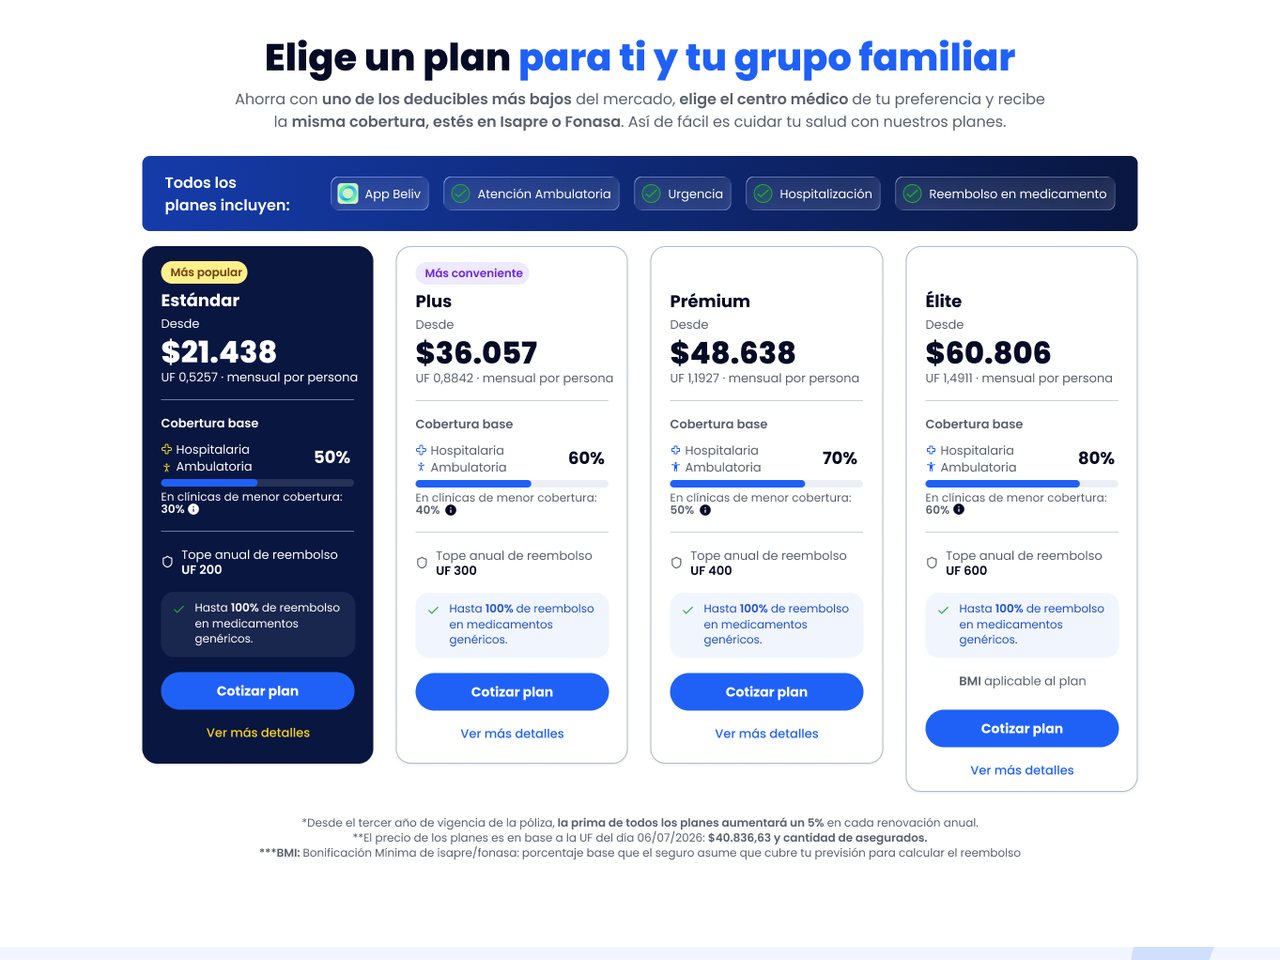 Elige un plan para ti y tu grupo familiar
Ahorra con uno de los deducibles más bajos del mercado, elige el centro médico de tu preferencia y recibe
la misma cobertura, estés en Isapre o Fonasa. Así de fácil es cuidar tu salud con nuestros planes.
Todos los
planes incluyen:
App Beliv
Atención Ambulatoria
Urgencia
Hospitalización
Reembolso en medicamento
Más popular
Estándar
Desde
$21.438
UF 0,5257 · mensual por persona
Cobertura base
Hospitalaria
Ambulatoria
50%
En clínicas de menor cobertura:
30%
Tope anual de reembolso
UF 200
Hasta 100% de reembolso
en medicamentos
genéricos.
Cotizar plan
Ver más detalles
Más conveniente
Plus
Desde
$36.057
UF 0,8842 · mensual por persona
Cobertura base
Hospitalaria
Ambulatoria
60%
En clínicas de menor cobertura:
40%
Tope anual de reembolso
UF 300
Hasta 100% de reembolso
en medicamentos
genéricos.
Cotizar plan
Ver más detalles
Prémium
Desde
$48.638
UF 1,1927 · mensual por persona
Cobertura base
Hospitalaria
Ambulatoria
70%
En clínicas de menor cobertura:
50%
Tope anual de reembolso
UF 400
Hasta 100% de reembolso
en medicamentos
genéricos.
Cotizar plan
Ver más detalles
Élite
Desde
$60.806
UF 1,4911 · mensual por persona
Cobertura base
Hospitalaria
Ambulatoria
80%
En clínicas de menor cobertura:
60%
Tope anual de reembolso
UF 600
Hasta 100% de reembolso
en medicamentos
genéricos.
BMI aplicable al plan
Cotizar plan
Ver más detalles
*Desde el tercer año de vigencia de la póliza, la prima de todos los planes aumentará un 5% en cada renovación anual.
**El precio de los planes es en base a la UF del día 06/07/2026: $40.836,63 y cantidad de asegurados.
***BMI: Bonificación Mínima de isapre/fonasa: porcentaje base que el seguro asume que cubre tu previsión para calcular el reembolso